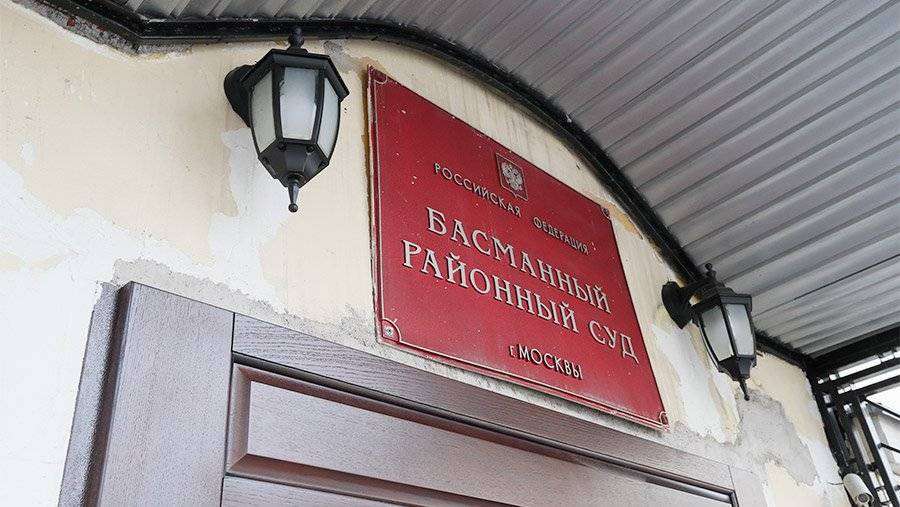 РОССИЙСКАЯ ФЕДЕРАЦИЯ
БАСМАННЫЙ
РАЙОННЫЙ СУД
г. МОСКВЫ